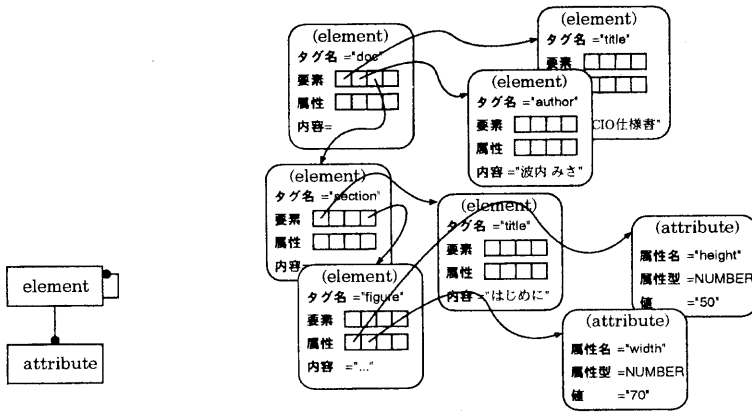 (element)
タグ名 ="doc"
要素
属性
内容=
(element)
タグ名 ="title"
要素
CIO仕様書"
(element)
タグ名 ="author"
要素
属性
内容 ="波内 みさ"
(element)
タグ名 ="section"
要素
属性
内容=
(element)
タグ名 ="title"
要素
属性
内容 ="はじめに"
(element)
タグ名 ="figure"
要素
属性
内容 ="..."
(attribute)
属性名 ="height"
属性型 =NUMBER
値 ="50"
(attribute)
属性名 ="width"
属性型 =NUMBER
値 ="70"
element
attribute